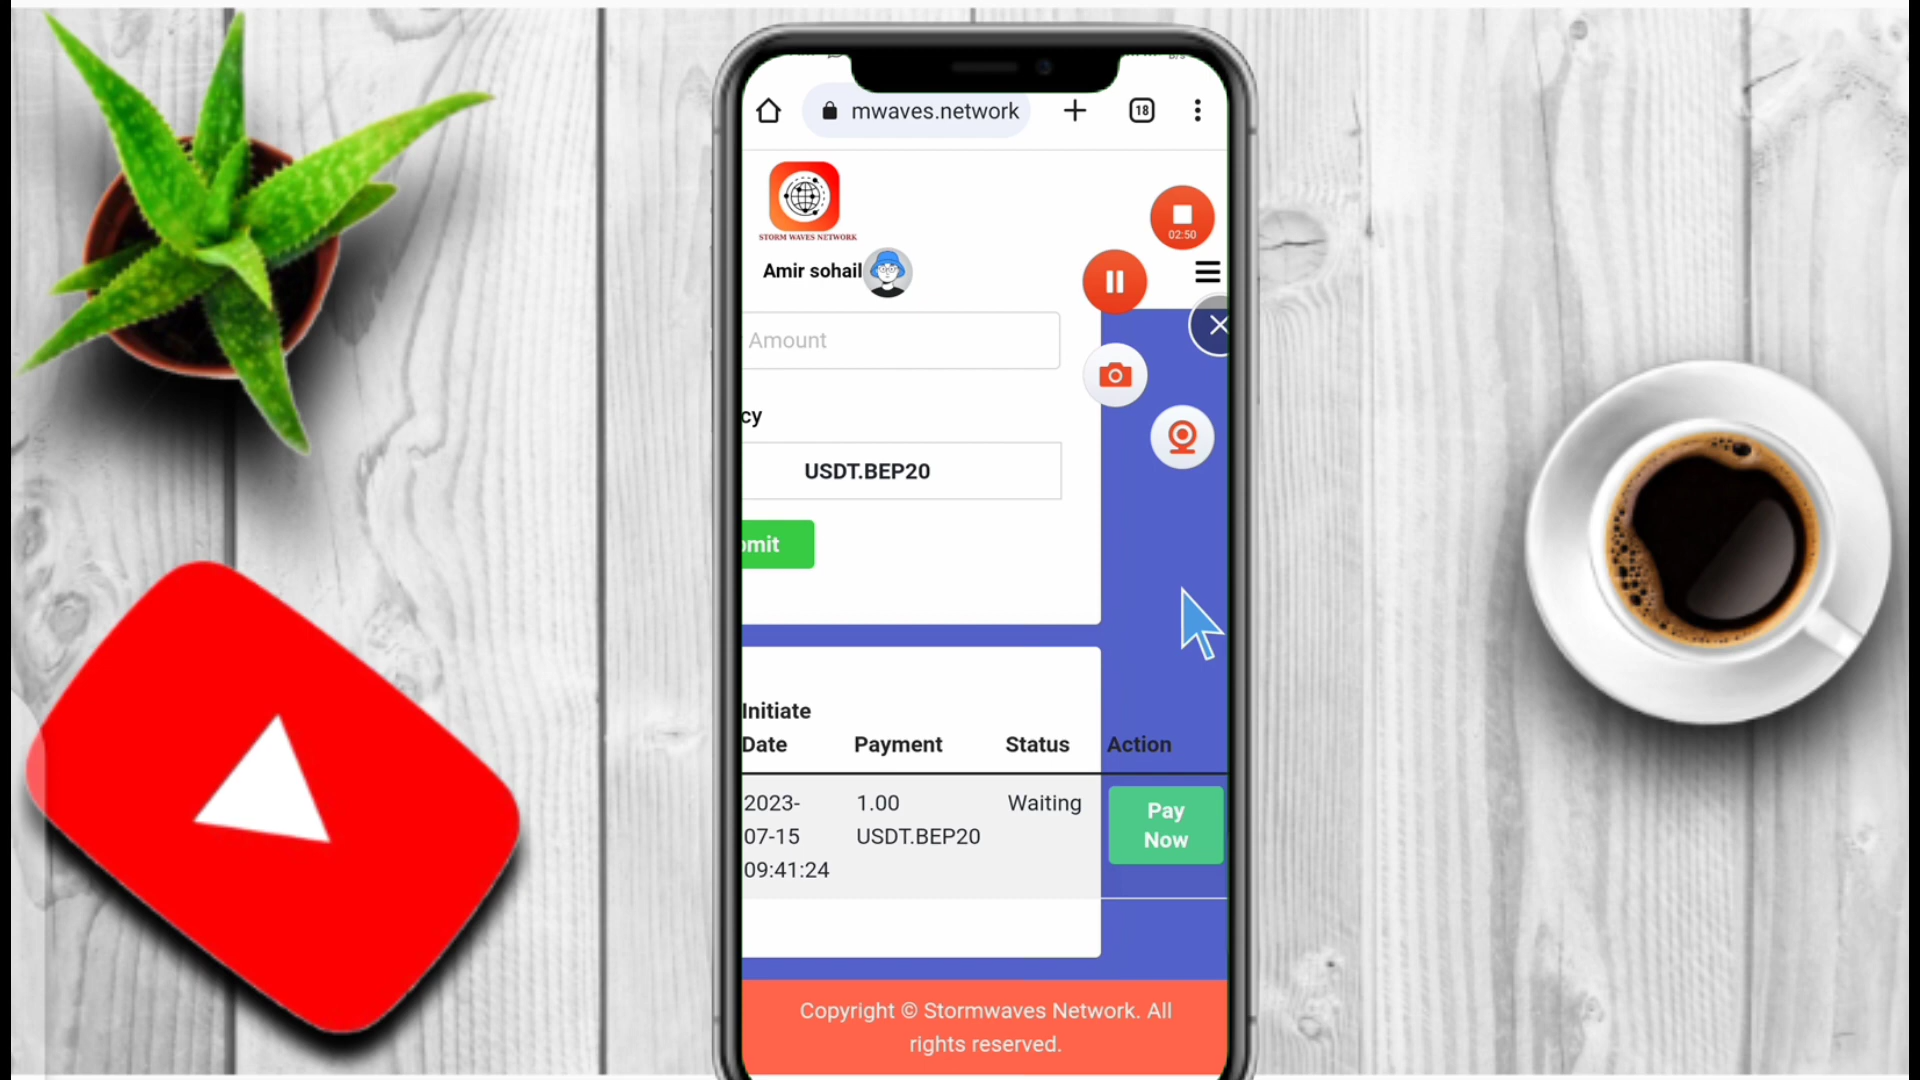 18
mwaves.network
STORM WAVES NETWORK
02:50
Amir sohail
Amount
cy
USDT.BEP20
omit
Initiate
Date
Payment
Status
Action
2023-
07-15
09:41:24
1.00
USDT.BEP20
Waiting
Pay
Now
Copyright © Stormwaves Network. All
rights reserved.